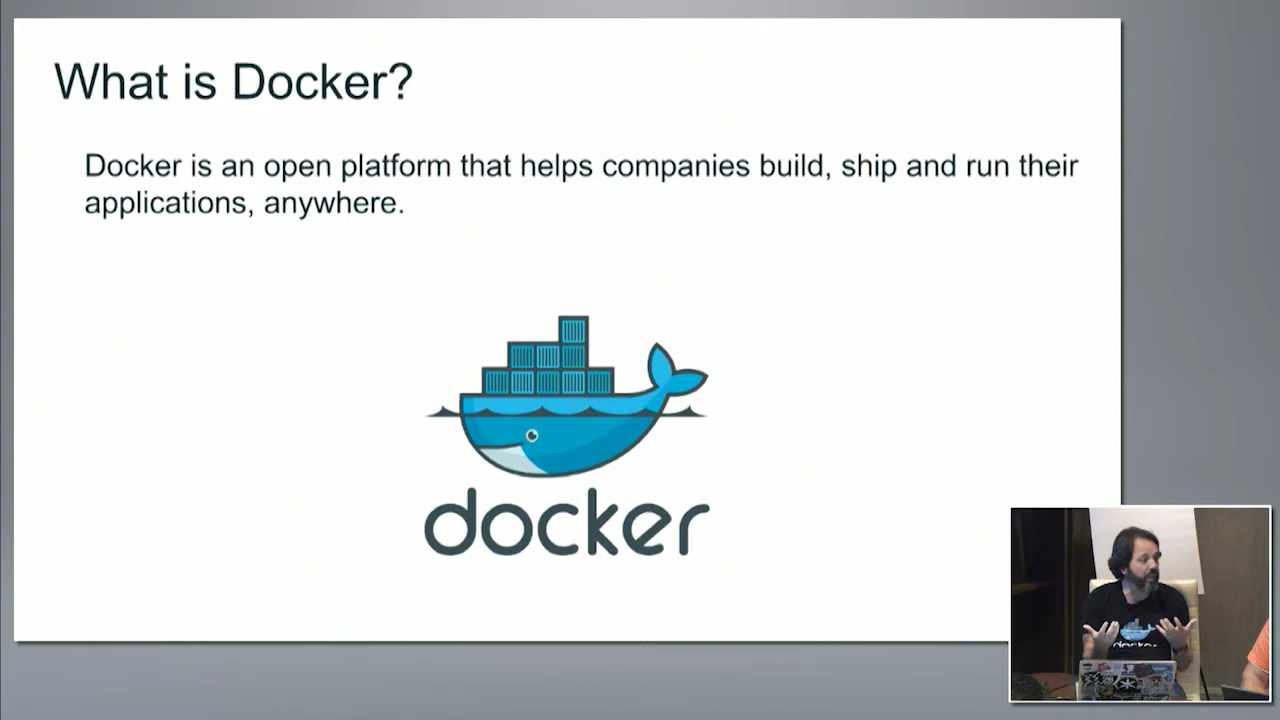 What is Docker?
Docker is an open platform that helps companies build, ship and run their
applications, anywhere.
docker
docker